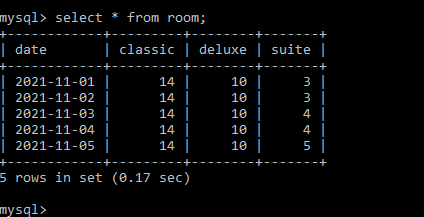 mysql> select * from room;
+------------+---------+--------+-------+
| date       | classic | deluxe | suite |
+------------+---------+--------+-------+
| 2021-11-01 |      14 |     10 |     3 |
| 2021-11-02 |      14 |     10 |     3 |
| 2021-11-03 |      14 |     10 |     4 |
| 2021-11-04 |      14 |     10 |     4 |
| 2021-11-05 |      14 |     10 |     5 |
+------------+---------+--------+-------+
5 rows in set (0.17 sec)
mysql>